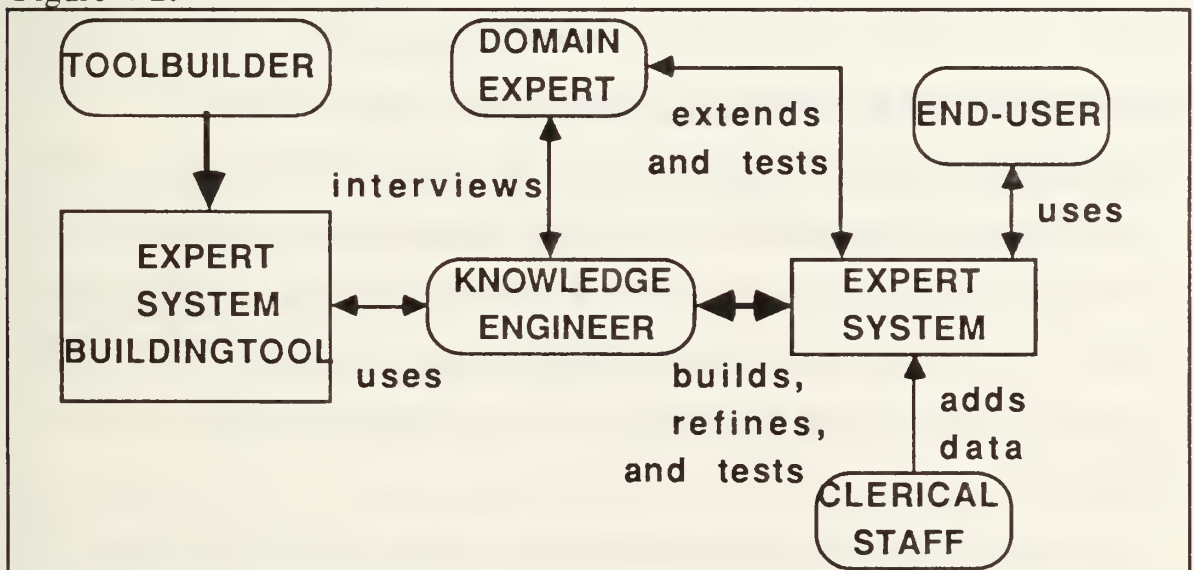 TOOLBUILDER
DOMAIN
EXPERT
END-USER
extends
and tests
interviews
uses
EXPERT
SYSTEM
BUILDINGTOOL
KNOWLEDGE
ENGINEER
EXPERT
SYSTEM
uses
builds,
refines,
and tests
adds
data
CLERICAL
STAFF